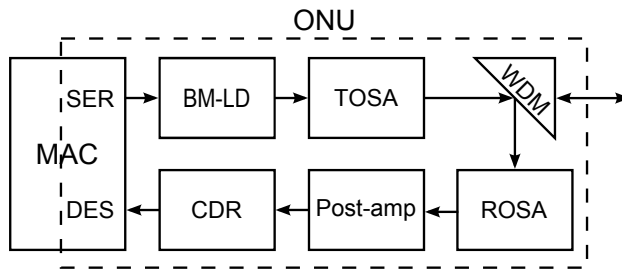 ONU
SER
BM-LD
TOSA
WDM
MAC
DES
CDR
Post-amp
ROSA